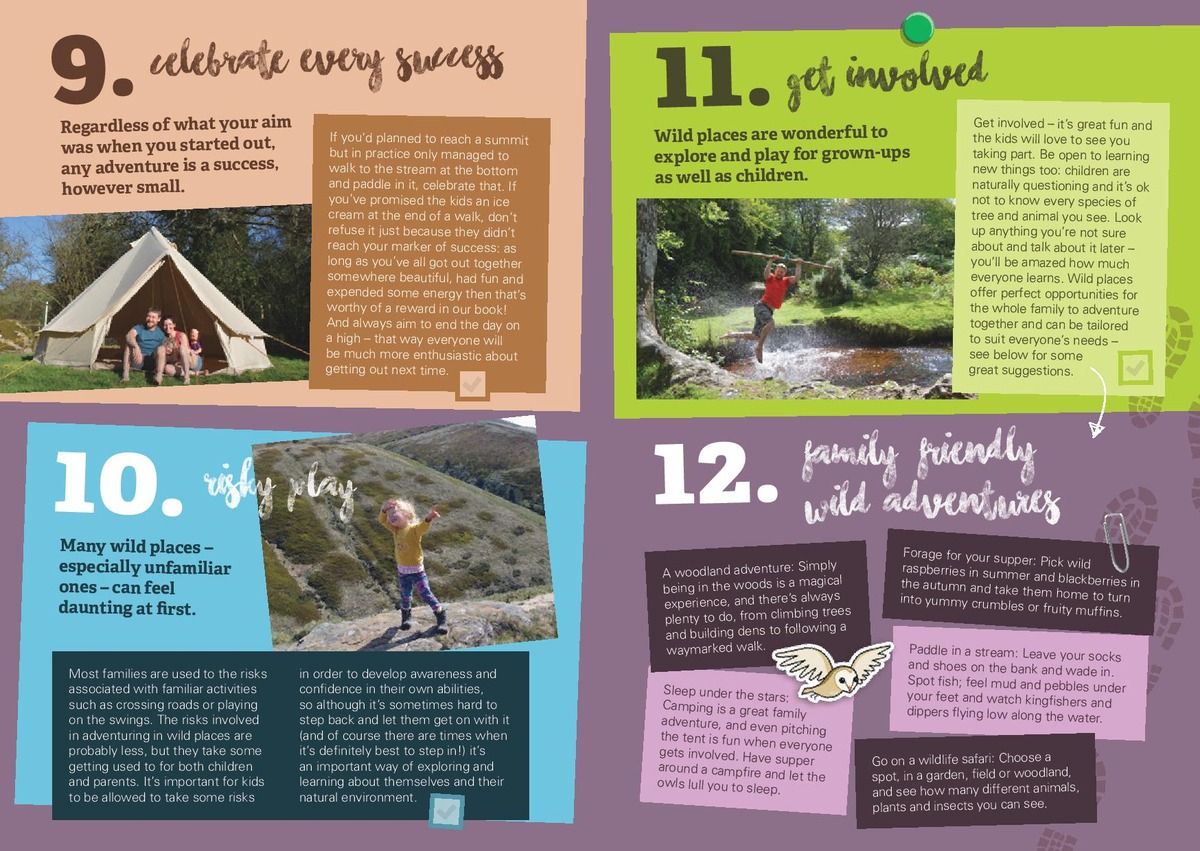 9. celebrate every success
Regardless of what your aim
was when you started out,
any adventure is a success,
however small.
If you'd planned to reach a summit
but in practice only managed to
walk to the stream at the bottom
and paddle in it, celebrate that. If
you've promised the kids an ice
cream at the end of a walk, don't
refuse it just because they didn't
reach your marker of success: as
long as you've all got out together
somewhere beautiful, had fun and
expended some energy then that's
worthy of a reward in our book!
And always aim to end the day on
a high – that way everyone will
be much more enthusiastic about
getting out next time.
10. risky play
Many wild places –
especially unfamiliar
ones – can feel
daunting at first.
Most families are used to the risks
associated with familiar activities
such as crossing roads or playing
on the swings. The risks involved
in adventuring in wild places are
probably less, but they take some
getting used to for both children
and parents. It's important for kids
to be allowed to take some risks
in order to develop awareness and
confidence in their own abilities,
so although it's sometimes hard to
step back and let them get on with it
(and of course there are times when
it's definitely best to step in!) it's
an important way of exploring and
learning about themselves and their
natural environment.
11. get involved
Wild places are wonderful to
explore and play for grown-ups
as well as children.
Get involved – it's great fun and
the kids will love to see you
taking part. Be open to learning
new things too: children are
naturally questioning and it's ok
not to know every species of
tree and animal you see. Look
up anything you're not sure
about and talk about it later –
you'll be amazed how much
everyone learns. Wild places
offer perfect opportunities for
the whole family to adventure
together and can be tailored
to suit everyone's needs –
see below for some
great suggestions.
12. family friendly
wild adventures
A woodland adventure: Simply
being in the woods is a magical
experience, and there's always
plenty to do, from climbing trees
and building dens to following a
waymarked walk.
Forage for your supper: Pick wild
raspberries in summer and blackberries in
the autumn and take them home to turn
into yummy crumbles or fruity muffins.
Paddle in a stream: Leave your socks
and shoes on the bank and wade in.
Spot fish; feel mud and pebbles under
your feet and watch kingfishers and
dippers flying low along the water.
Sleep under the stars:
Camping is a great family
adventure, and even pitching
the tent is fun when everyone
gets involved. Have supper
around a campfire and let the
owls lull you to sleep.
Go on a wildlife safari: Choose a
spot, in a garden, field or woodland,
and see how many different animals,
plants and insects you can see.